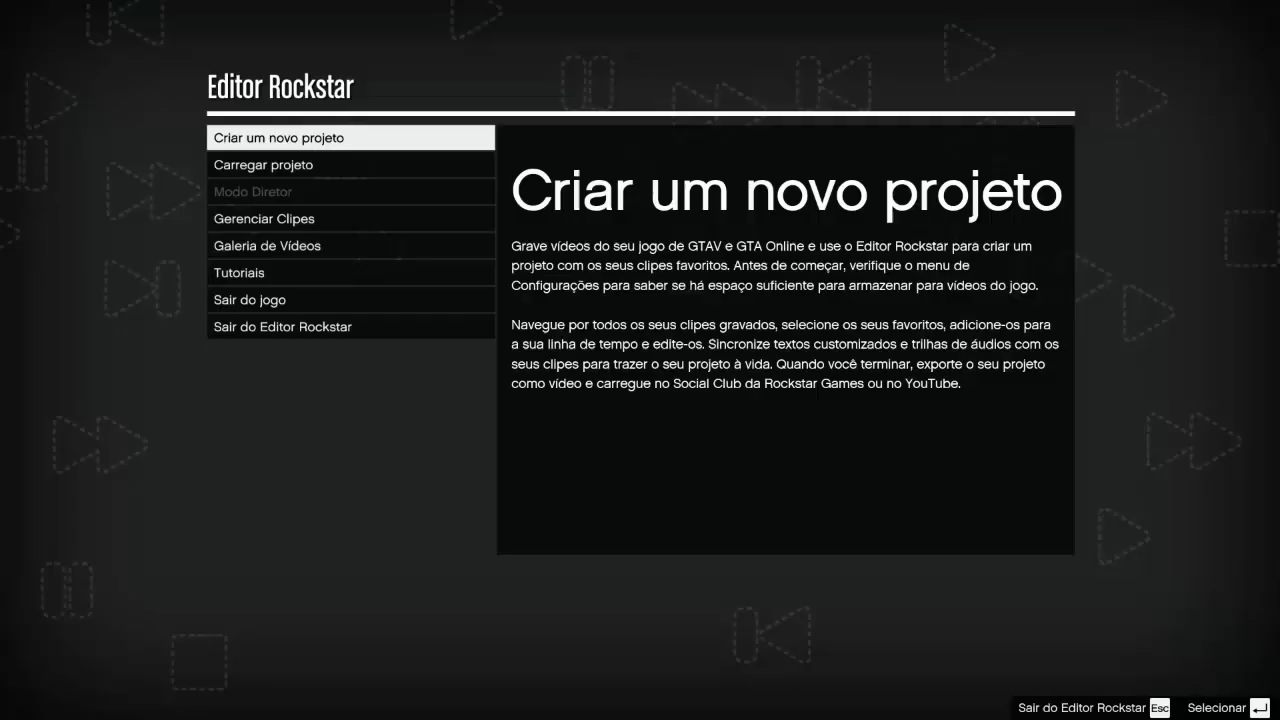 Editor Rockstar
Criar um novo projeto
Carregar projeto
Modo Diretor
Gerenciar Clipes
Galeria de Vídeos
Tutoriais
Sair do jogo
Sair do Editor Rockstar
Criar um novo projeto
Grave vídeos do seu jogo de GTAV e GTA Online e use o Editor Rockstar para criar um
projeto com os seus clipes favoritos. Antes de começar, verifique o menu de
Configurações para saber se há espaço suficiente para armazenar para vídeos do jogo.
Navegue por todos os seus clipes gravados, selecione os seus favoritos, adicione-os para
a sua linha de tempo e edite-os. Sincronize textos customizados e trilhas de áudios com os
seus clipes para trazer o seu projeto à vida. Quando você terminar, exporte o seu projeto
como vídeo e carregue no Social Club da Rockstar Games ou no YouTube.
Sair do Editor Rockstar Esc Selecionar